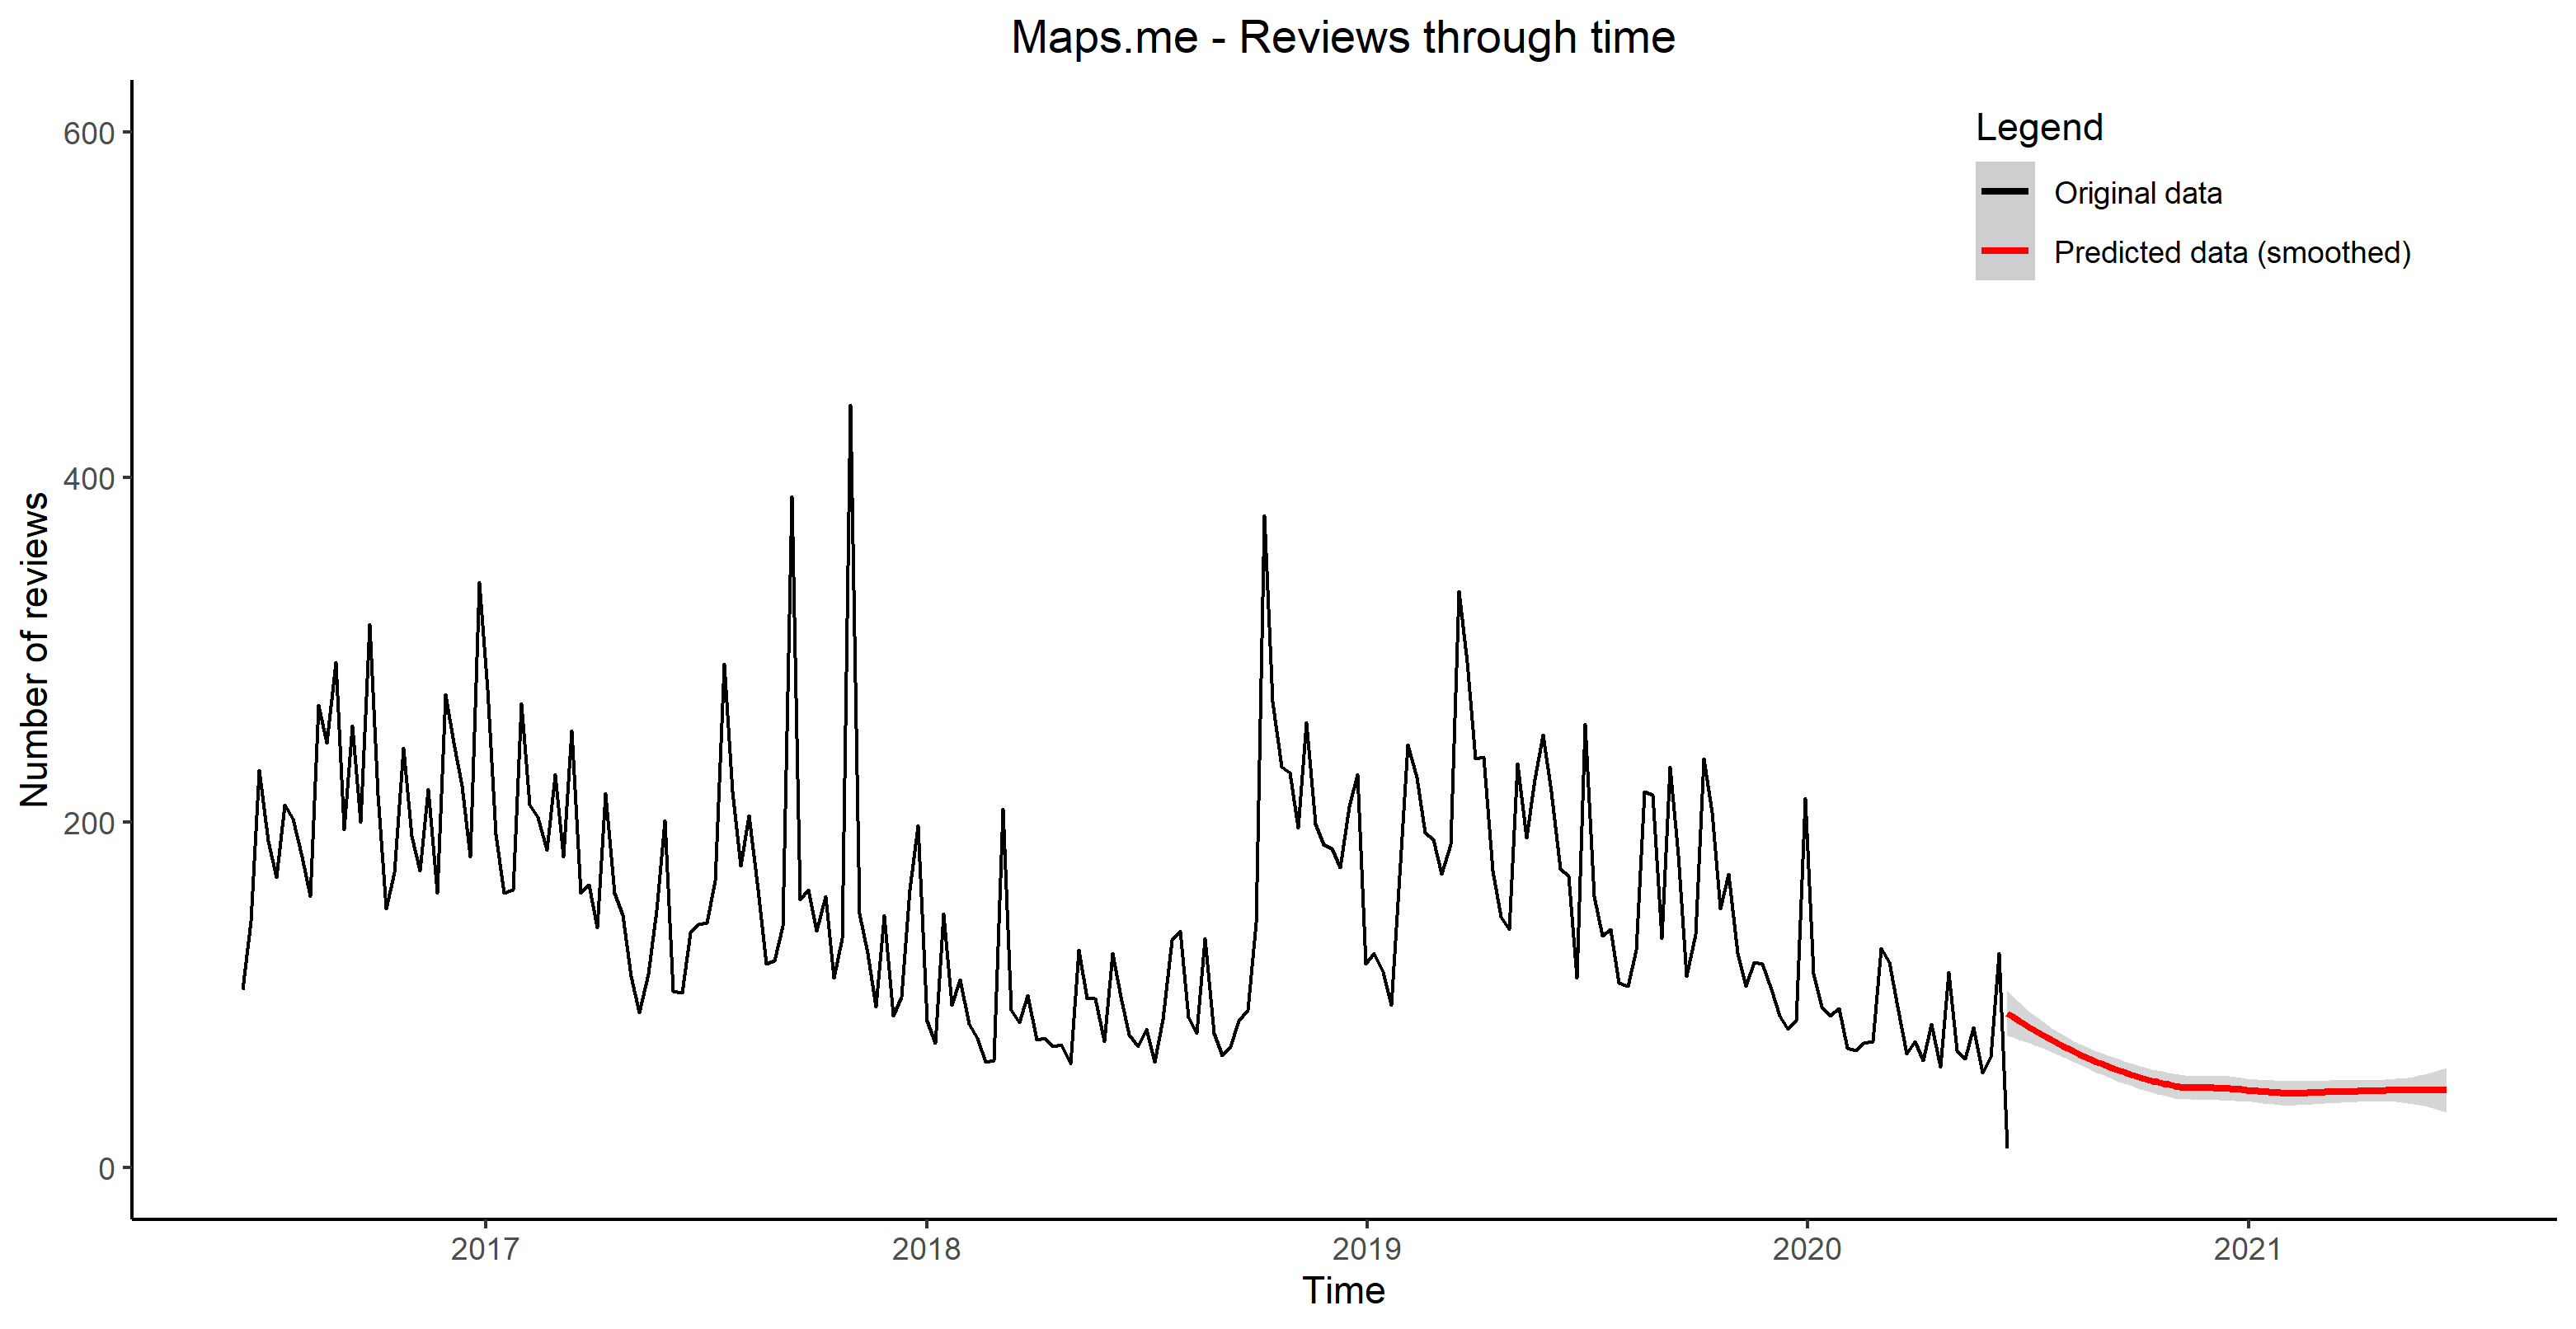 Maps.me - Reviews through time
Legend
Original data
Predicted data (smoothed)
Number of reviews
600
400
200
0
2017
2018
2019
2020
2021
Time